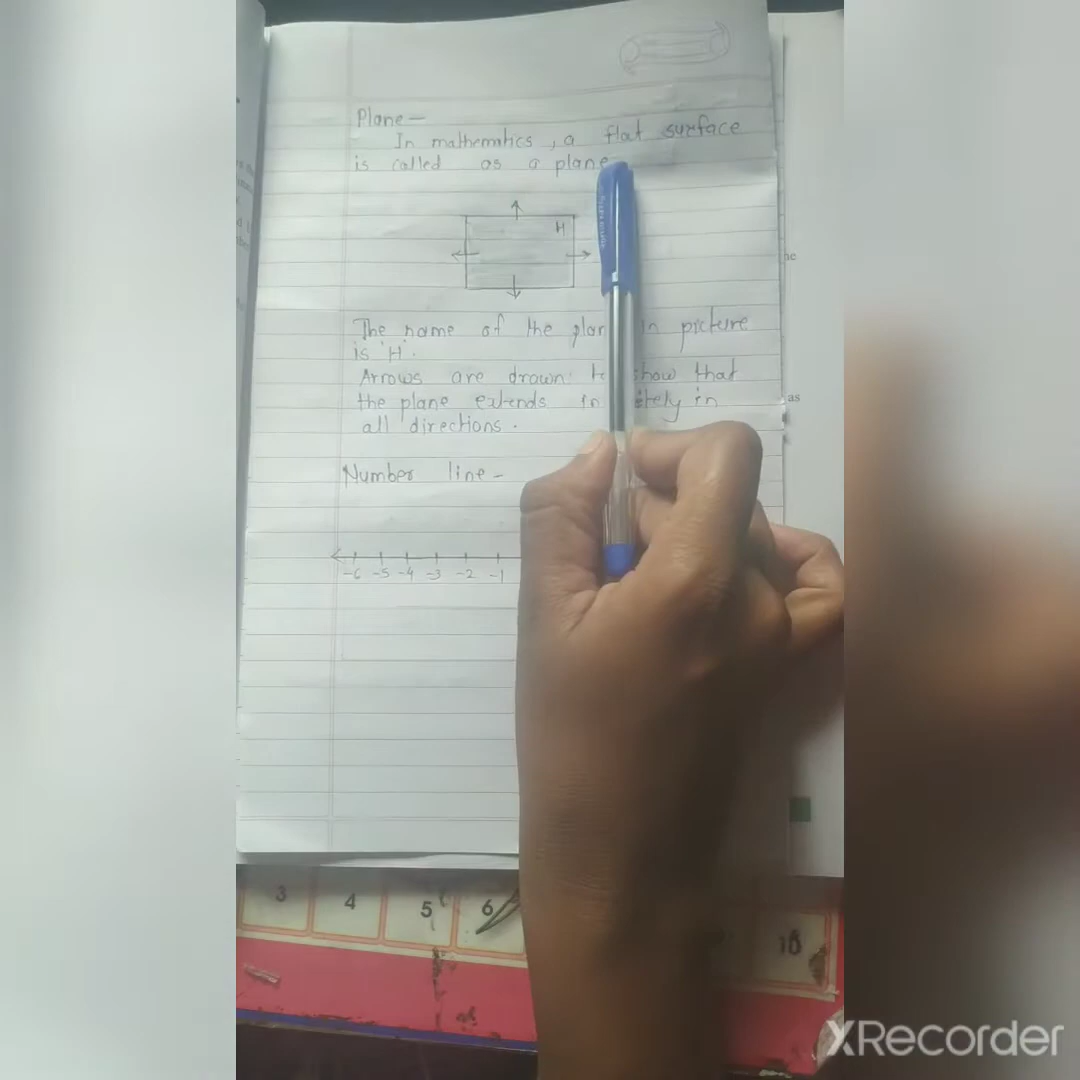 Plane -
In mathematics, a flat surface
is called as a plane
H
The name of the plan in picture
is 'H'.
Arrows are drawn show that
the plane extends in
all directions.
Number line -
-6 -5 -4 -3 -2 -1
3 4 5 6 10
as
XRecorder